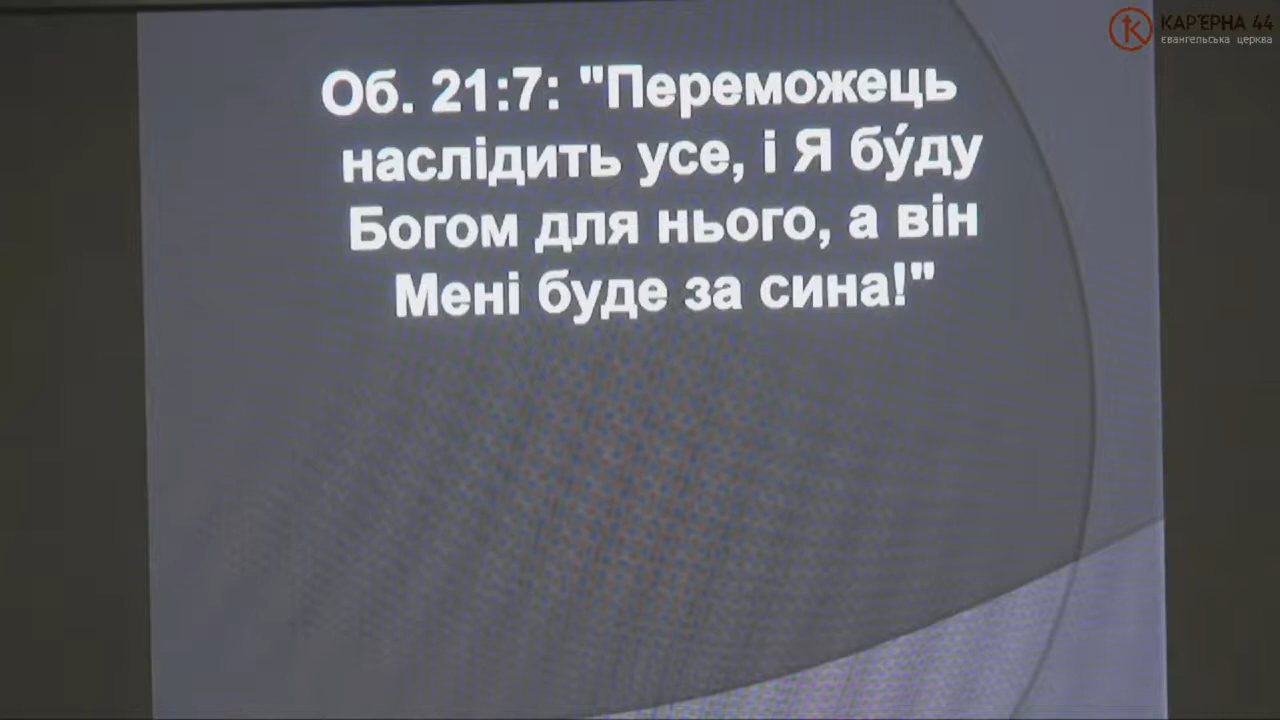 КАР'ЄРНА 44
євангельська церква
Об. 21:7: "Переможець
наслідить усе, і Я бу́ду
Богом для нього, а він
Мені буде за сина!"